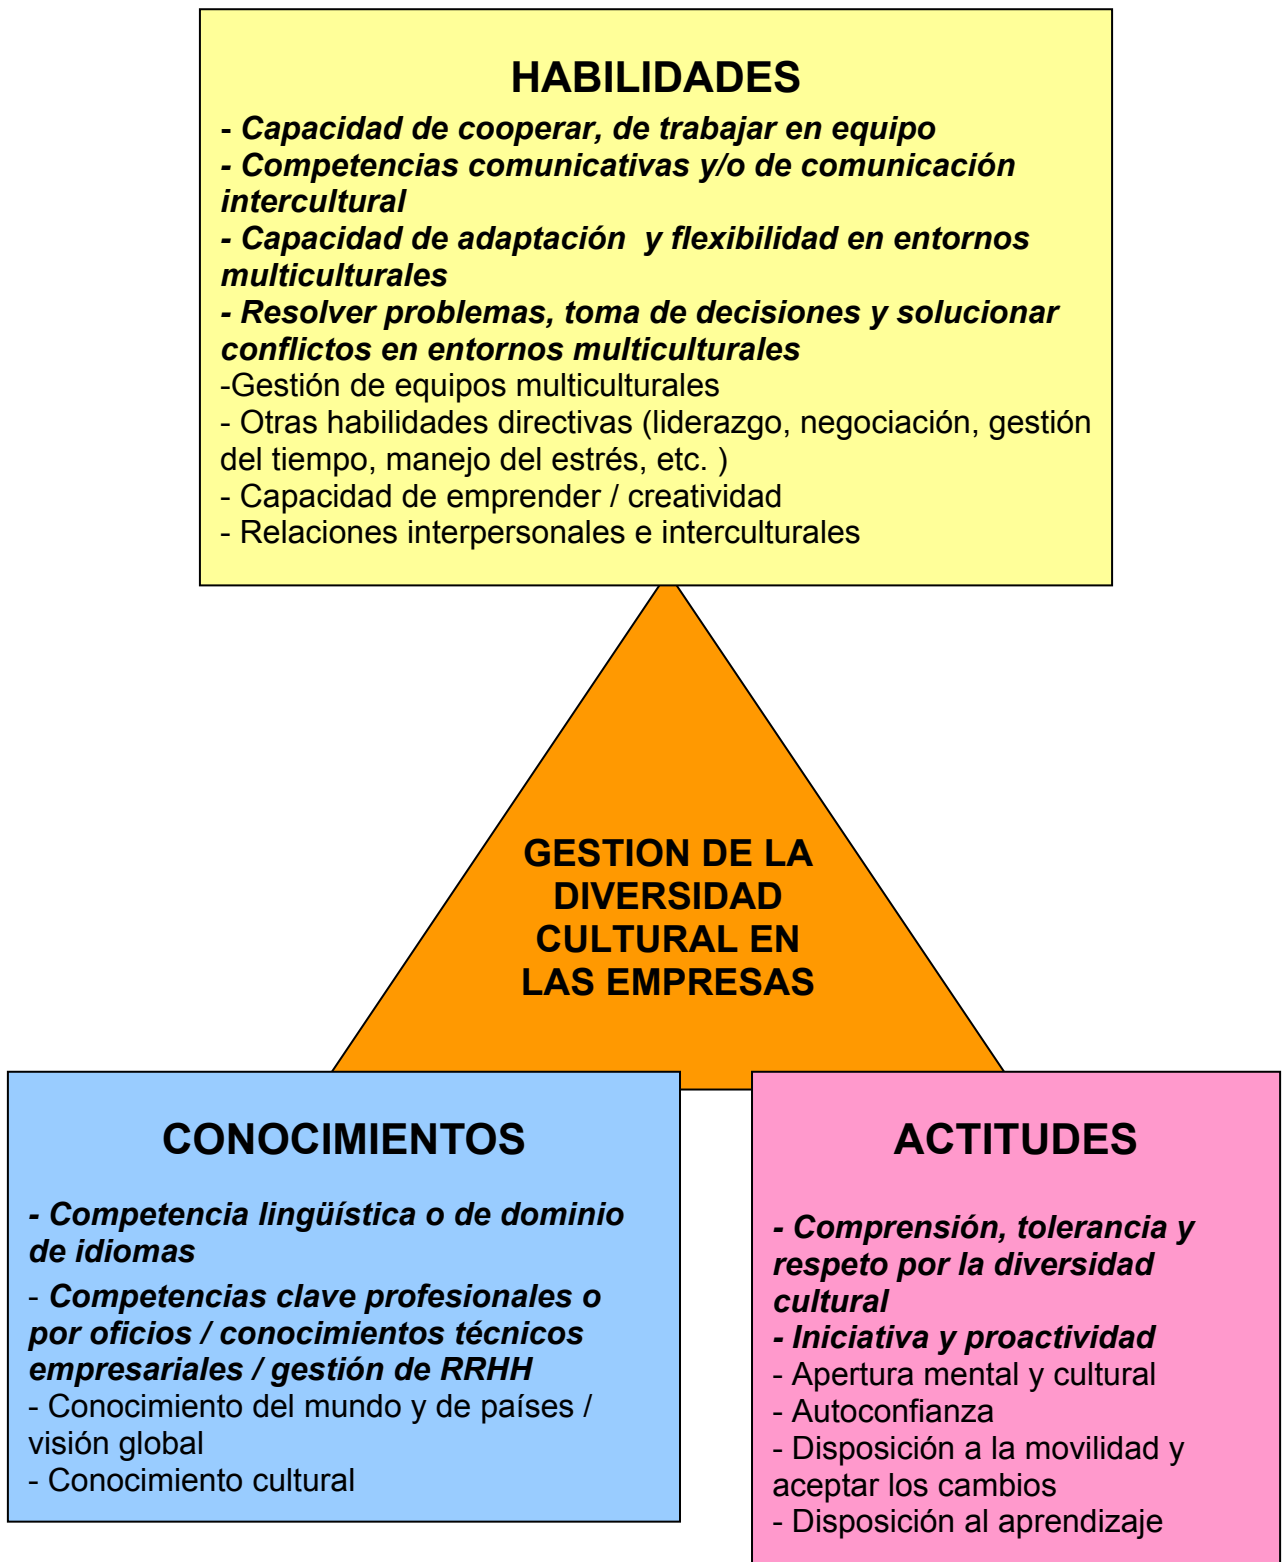 HABILIDADES
- Capacidad de cooperar, de trabajar en equipo
- Competencias comunicativas y/o de comunicación
intercultural
- Capacidad de adaptación  y flexibilidad en entornos
multiculturales
- Resolver problemas, toma de decisiones y solucionar
conflictos en entornos multiculturales
-Gestión de equipos multiculturales
- Otras habilidades directivas (liderazgo, negociación, gestión
del tiempo, manejo del estrés, etc. )
- Capacidad de emprender / creatividad
- Relaciones interpersonales e interculturales
GESTION DE LA
DIVERSIDAD
CULTURAL EN
LAS EMPRESAS
CONOCIMIENTOS
- Competencia lingüística o de dominio
de idiomas
- Competencias clave profesionales o
por oficios / conocimientos técnicos
empresariales / gestión de RRHH
- Conocimiento del mundo y de países /
visión global
- Conocimiento cultural
ACTITUDES
- Comprensión, tolerancia y
respeto por la diversidad
cultural
- Iniciativa y proactividad
- Apertura mental y cultural
- Autoconfianza
- Disposición a la movilidad y
aceptar los cambios
- Disposición al aprendizaje